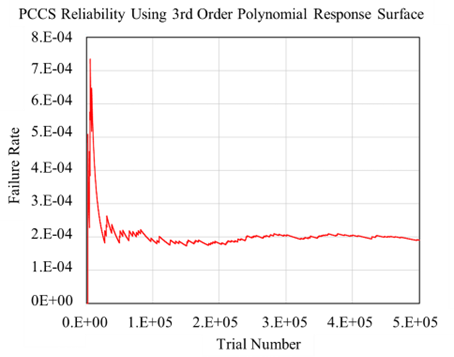 PCCS Reliability Using 3rd Order Polynomial Response Surface
8.E-04
7.E-04
6.E-04
5.E-04
4.E-04
3.E-04
2.E-04
1.E-04
0E+00
Failure Rate
0.E+00 1.E+05 2.E+05 3.E+05 4.E+05 5.E+05
Trial Number